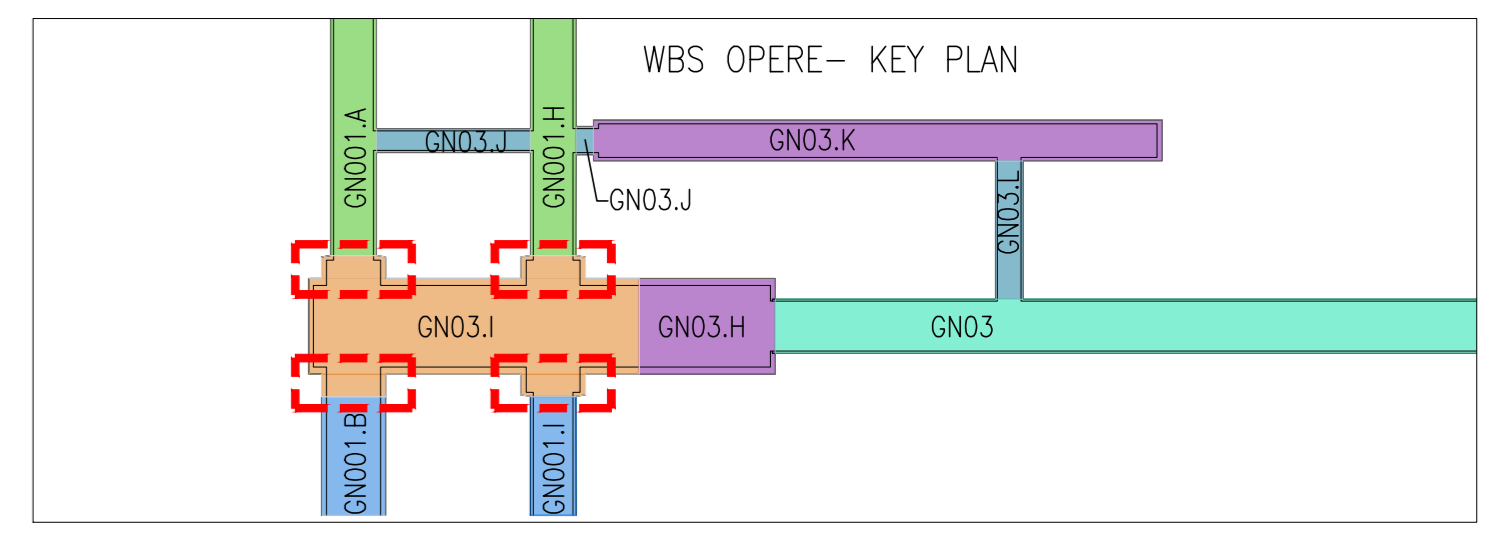 WBS OPERE- KEY PLAN
GN001.A
GN03.J
GN001.H
GN03.K
GN03.J
GN03.L
GN03.I
GN03.H
GN03
GN001.B
GN001.I